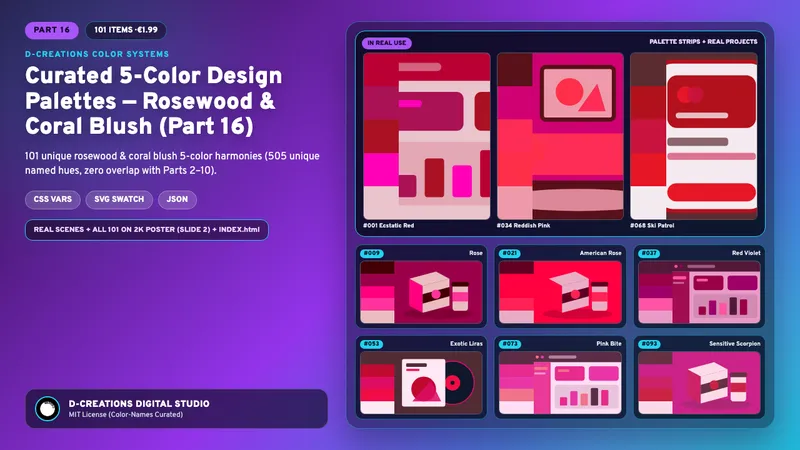 PART 16
101 ITEMS ·€1.99
D-CREATIONS COLOR SYSTEMS
Curated 5-Color Design
Palettes — Rosewood &
Coral Blush (Part 16)
101 unique rosewood & coral blush 5-color harmonies (505 unique
named hues, zero overlap with Parts 2–10).
CSS VARS
SVG SWATCH
JSON
REAL SCENES + ALL 101 ON 2K POSTER (SLIDE 2) + INDEX.html
D-CREATIONS DIGITAL STUDIO
MIT License (Color-Names Curated)
IN REAL USE
PALETTE STRIPS + REAL PROJECTS
#001 Ecstatic Red
#034 Reddish Pink
#068 Ski Patrol
#009
Rose
#021
American Rose
#037
Red Violet
#053
Exotic Liras
#073
Pink Bite
#093
Sensitive Scorpion